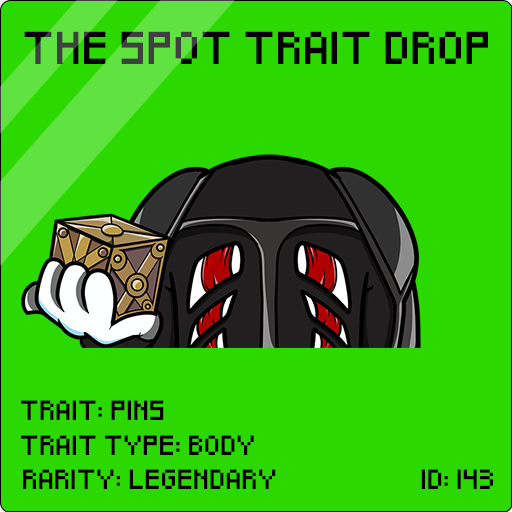 THE SPOT TRAIT DROP
TRAIT: PINS
TRAIT TYPE: BODY
RARITY: LEGENDARY
ID: 143